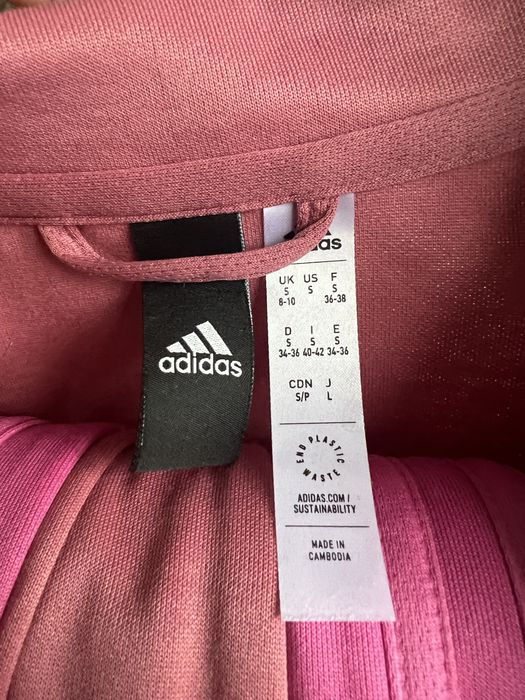 adidas
das
UK US F
S S S
8-10 36-38
D I E
S S S
34-36 40-42 34-36
CDN J
S/P L
END PLASTIC WASTE
ADIDAS.COM/
SUSTAINABILITY
MADE IN
CAMBODIA